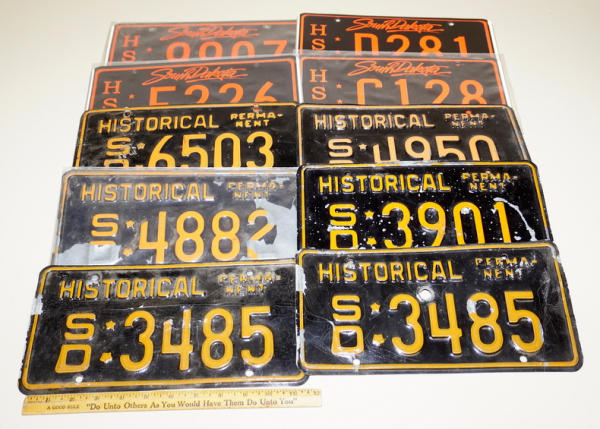 South Dakota
HS 9907
South Dakota
HS D281
South Dakota
HS E226
South Dakota
HS C128
HISTORICAL PERMA-
NENT
SD 6503
HISTORICAL PERMA-
NENT
SD 4950
HISTORICAL PERMA-
NENT
SD 4882
HISTORICAL PERMA-
NENT
SD 3901
HISTORICAL PERMA-
NENT
SD 3485
HISTORICAL PERMA-
NENT
SD 3485
A GOOD RULE "Do Unto Others As You Would Have Them Do Unto You"